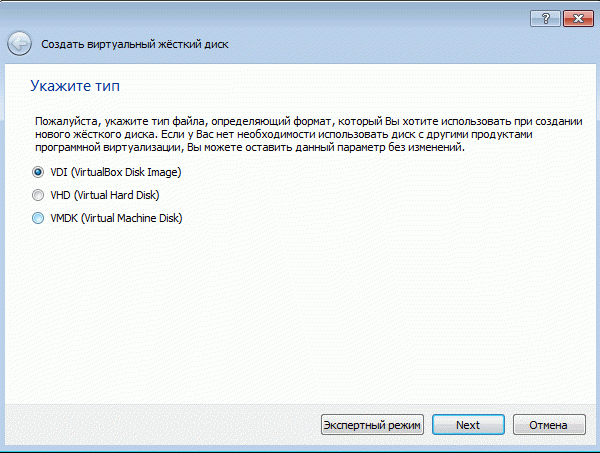 ?
Создать виртуальный жёсткий диск
Укажите тип
Пожалуйста, укажите тип файла, определяющий формат, который Вы хотите использовать при создании
нового жёсткого диска. Если у Вас нет необходимости использовать диск с другими продуктами
программной виртуализации, Вы можете оставить данный параметр без изменений.
VDI (VirtualBox Disk Image)
VHD (Virtual Hard Disk)
VMDK (Virtual Machine Disk)
Экспертный режим Next Отмена